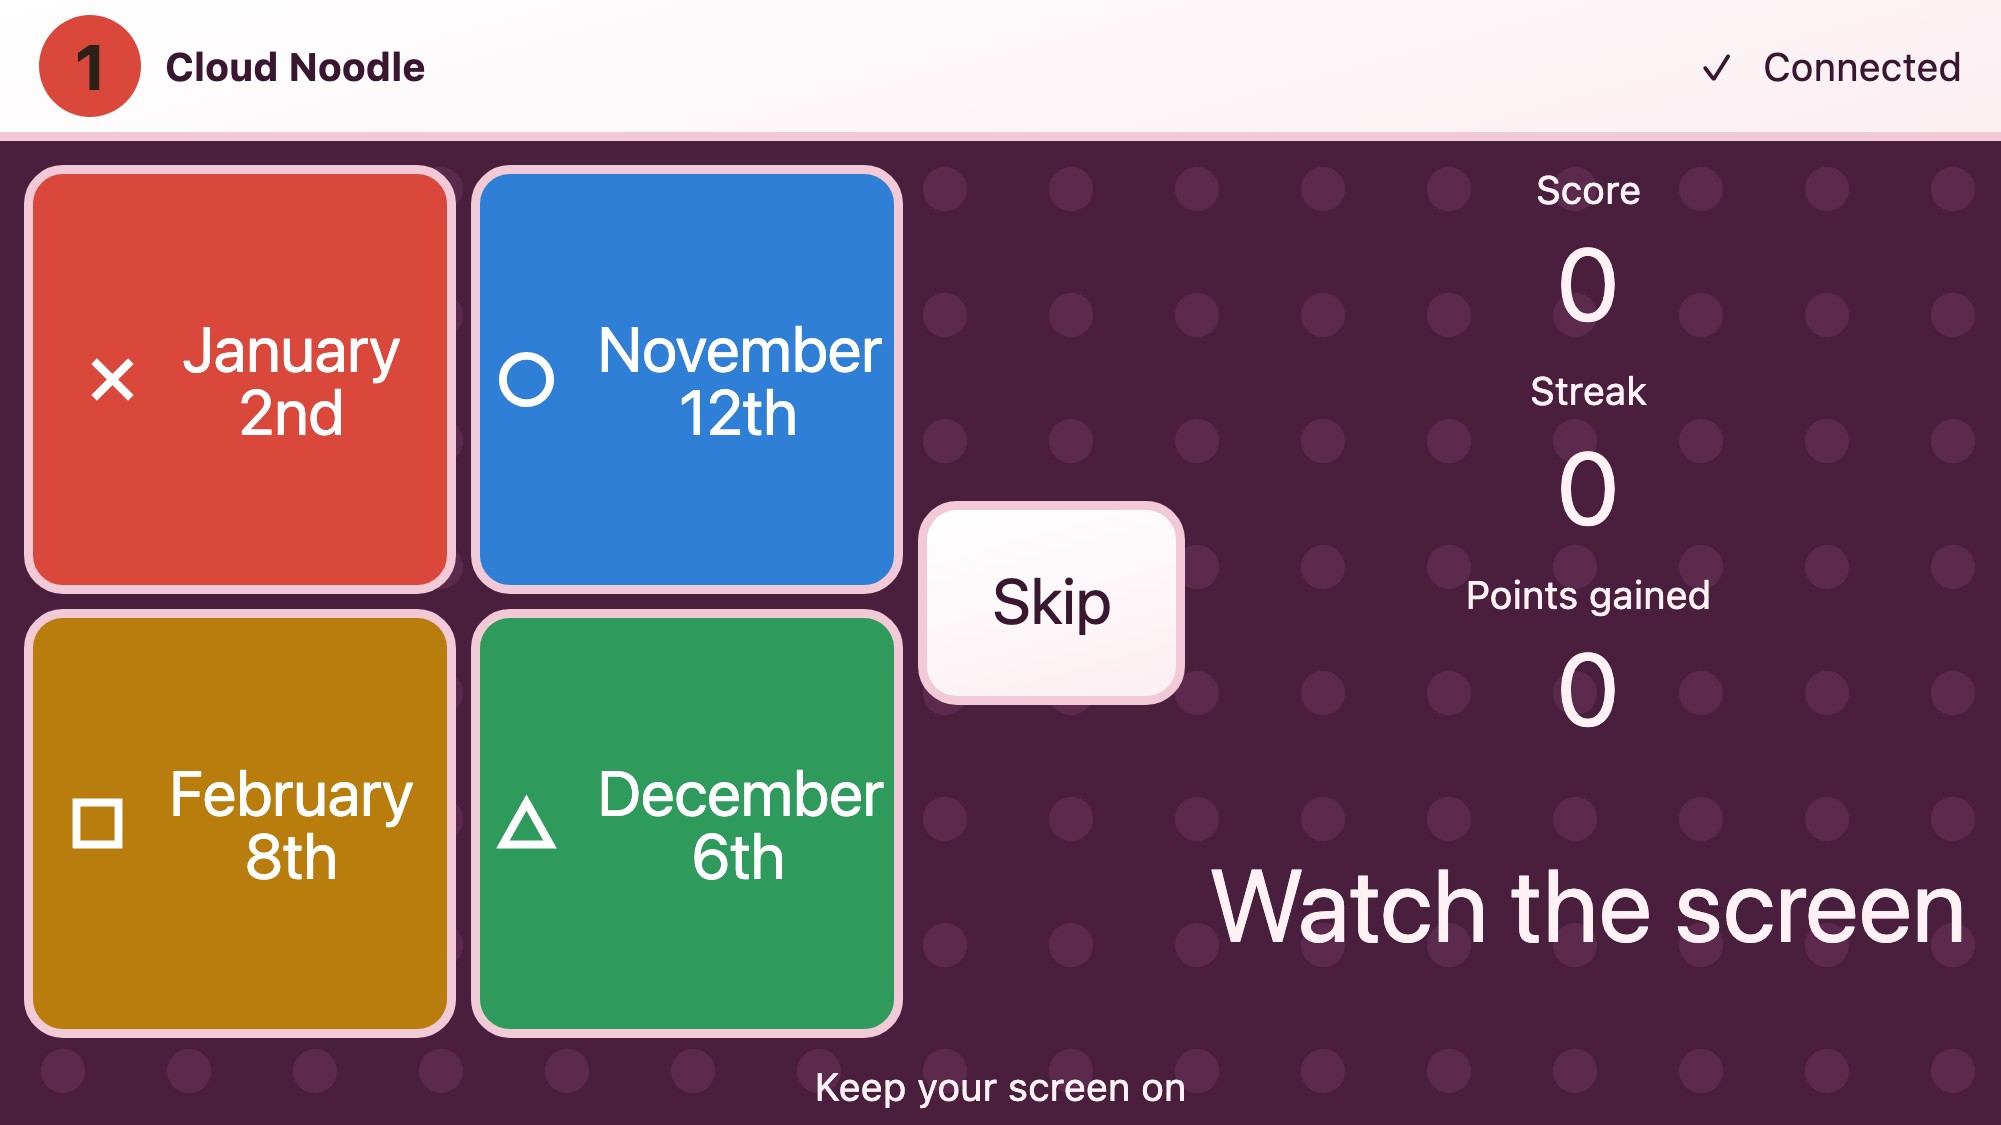 1
Cloud Noodle
✓ Connected
January
2nd
November
12th
February
8th
December
6th
Skip
Score
0
Streak
0
Points gained
0
Watch the screen
Keep your screen on